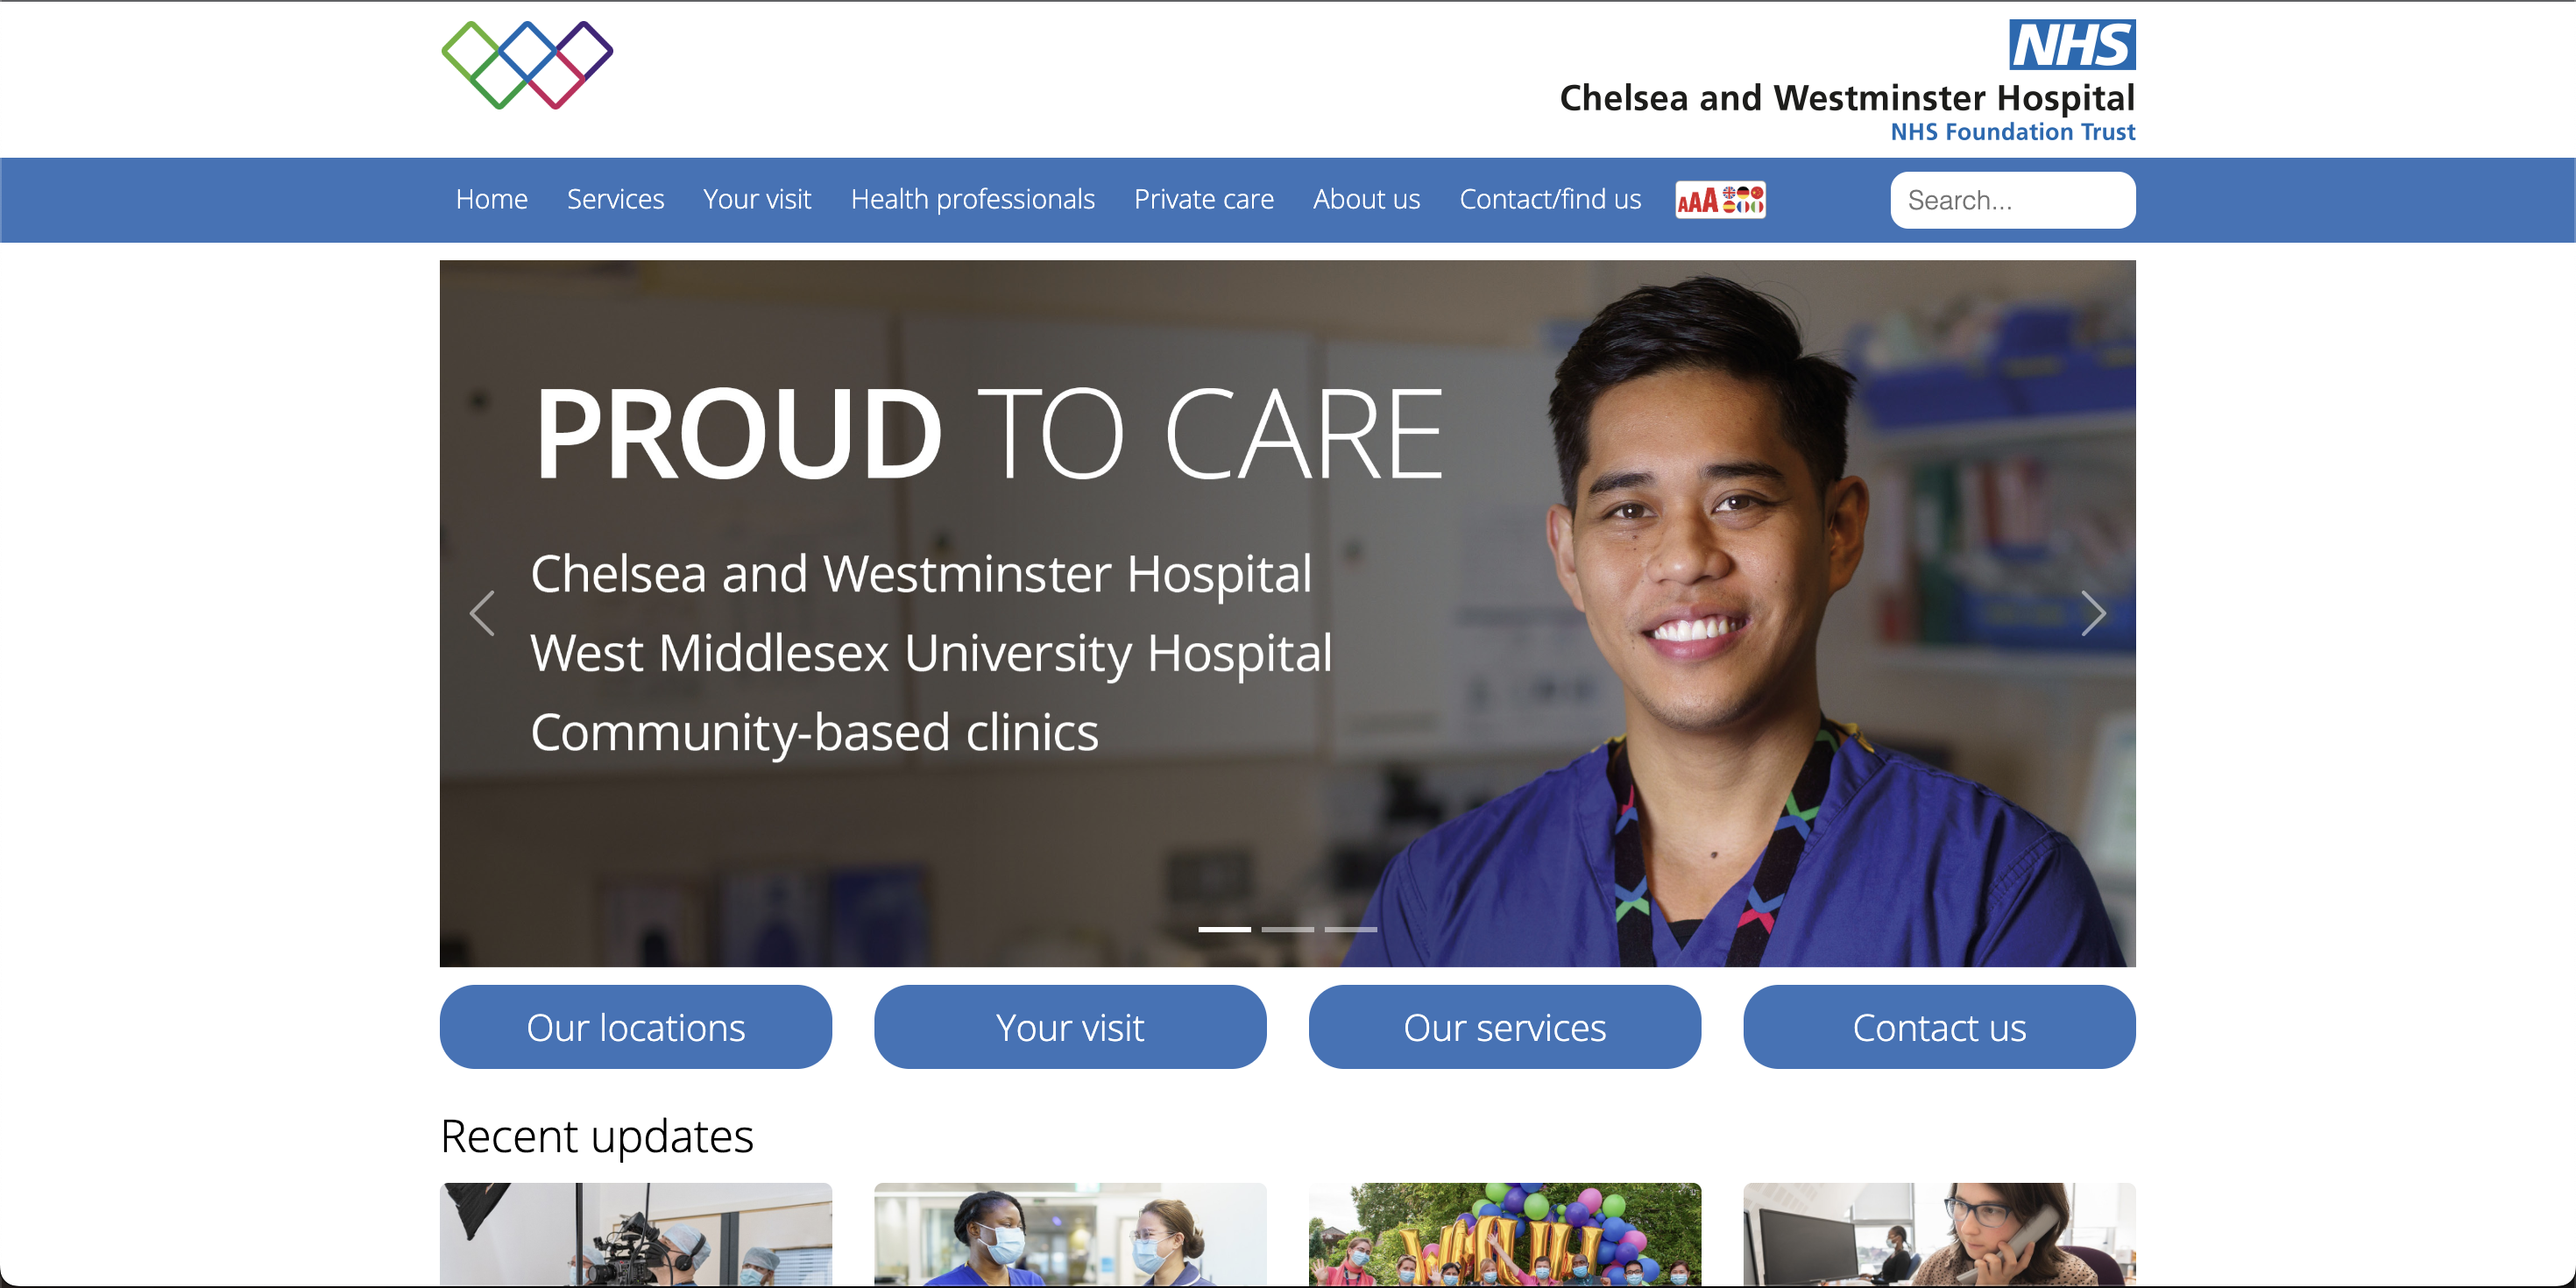 NHS
Chelsea and Westminster Hospital
NHS Foundation Trust
Home Services Your visit Health professionals Private care About us Contact/find us AAA Search...
PROUD TO CARE
Chelsea and Westminster Hospital
West Middlesex University Hospital
Community-based clinics
Our locations Your visit Our services Contact us
Recent updates